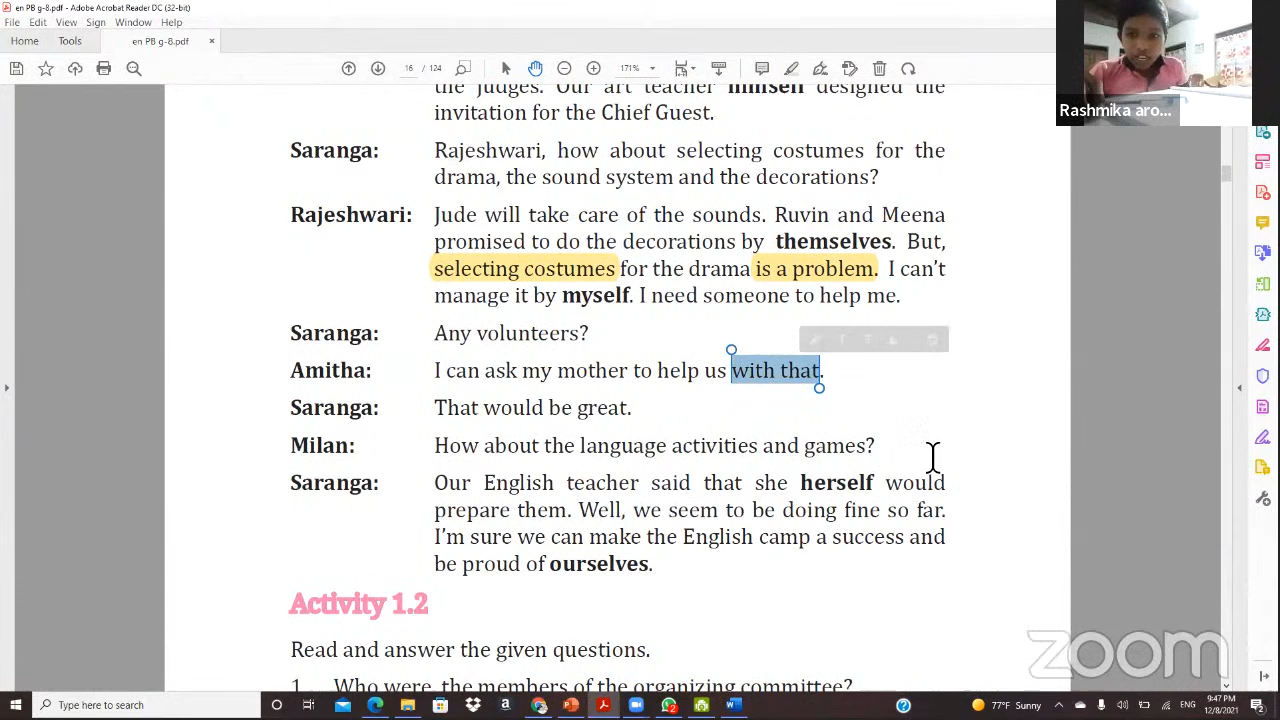 en PB g-8.pdf - Adobe Acrobat Reader DC (32-bit)
File Edit View Sign Window Help
Home Tools en PB g-8.pdf ×
16 / 124 171%
the judges. Our art teacher himself designed the
invitation for the Chief Guest.
Saranga: Rajeshwari, how about selecting costumes for the
drama, the sound system and the decorations?
Rajeshwari: Jude will take care of the sounds. Ruvin and Meena
promised to do the decorations by themselves. But,
selecting costumes for the drama is a problem. I can't
manage it by myself. I need someone to help me.
Saranga: Any volunteers?
Amitha: I can ask my mother to help us with that.
Saranga: That would be great.
Milan: How about the language activities and games?
Saranga: Our English teacher said that she herself would
prepare them. Well, we seem to be doing fine so far.
I'm sure we can make the English camp a success and
be proud of ourselves.
Activity 1.2
Read and answer the given questions.
1. Who were, the members of the organizing committee?
Rashmika aro...
zoom
Type here to search
77°F Sunny
ENG
9:47 PM
12/8/2021
2